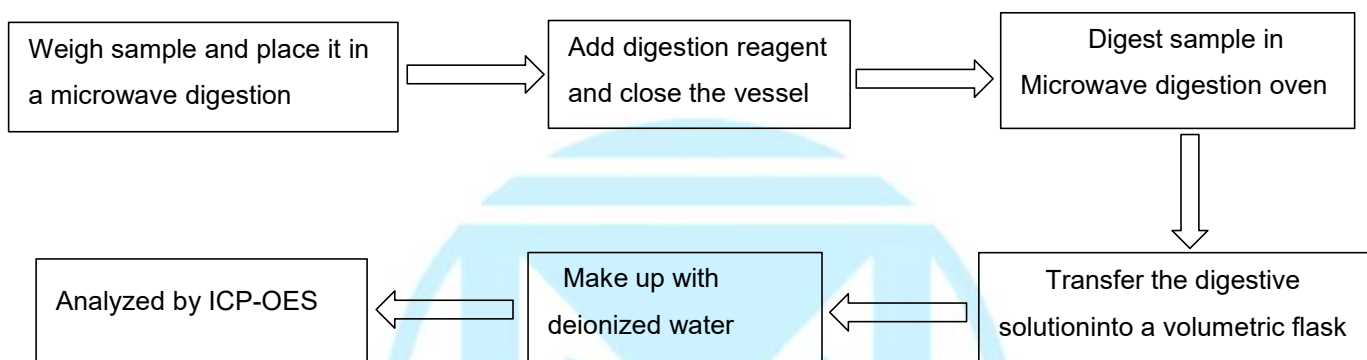 Weigh sample and place it in
a microwave digestion
Add digestion reagent
and close the vessel
Digest sample in
Microwave digestion oven
Transfer the digestive
solutioninto a volumetric flask
Make up with
deionized water
Analyzed by ICP-OES